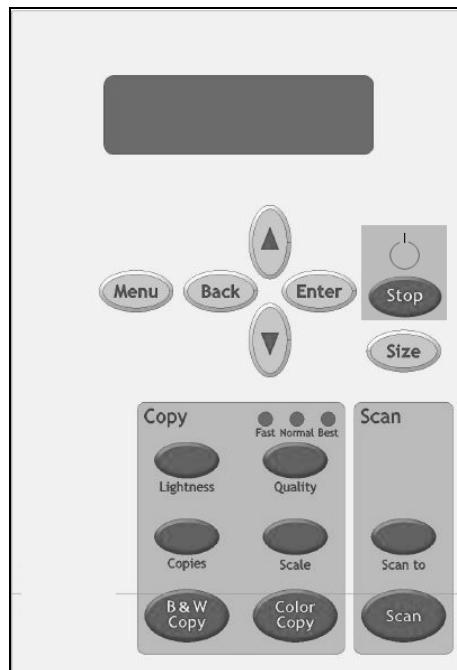 Menu
Back
Enter
Stop
Size
Copy
Fast Normal Best
Scan
Lightness
Quality
Copies
Scale
Scan to
B & W
Copy
Color
Copy
Scan